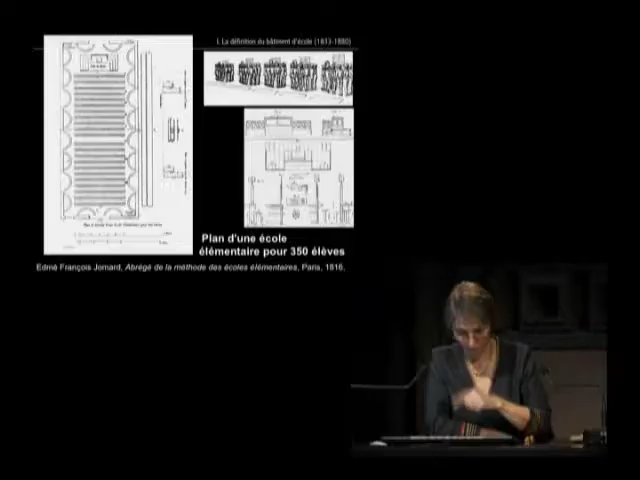 I. La définition du bâtiment d'école (1813-1880)
Plan d'une école
élémentaire pour 350 élèves
Edmé François Jomard, Abrégé de la méthode des écoles élémentaires, Paris, 1816.